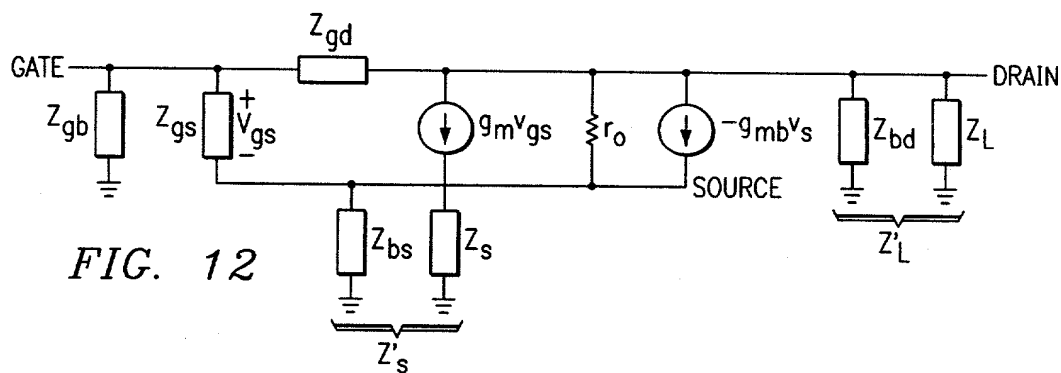 Z_gd
GATE
DRAIN
Z_gb
Z_gs
+
V_gs
-
g_m v_gs
r_o
-g_mb v_s
Z_bd
Z_L
SOURCE
Z_bs
Z_s
Z'_L
FIG. 12
Z'_s